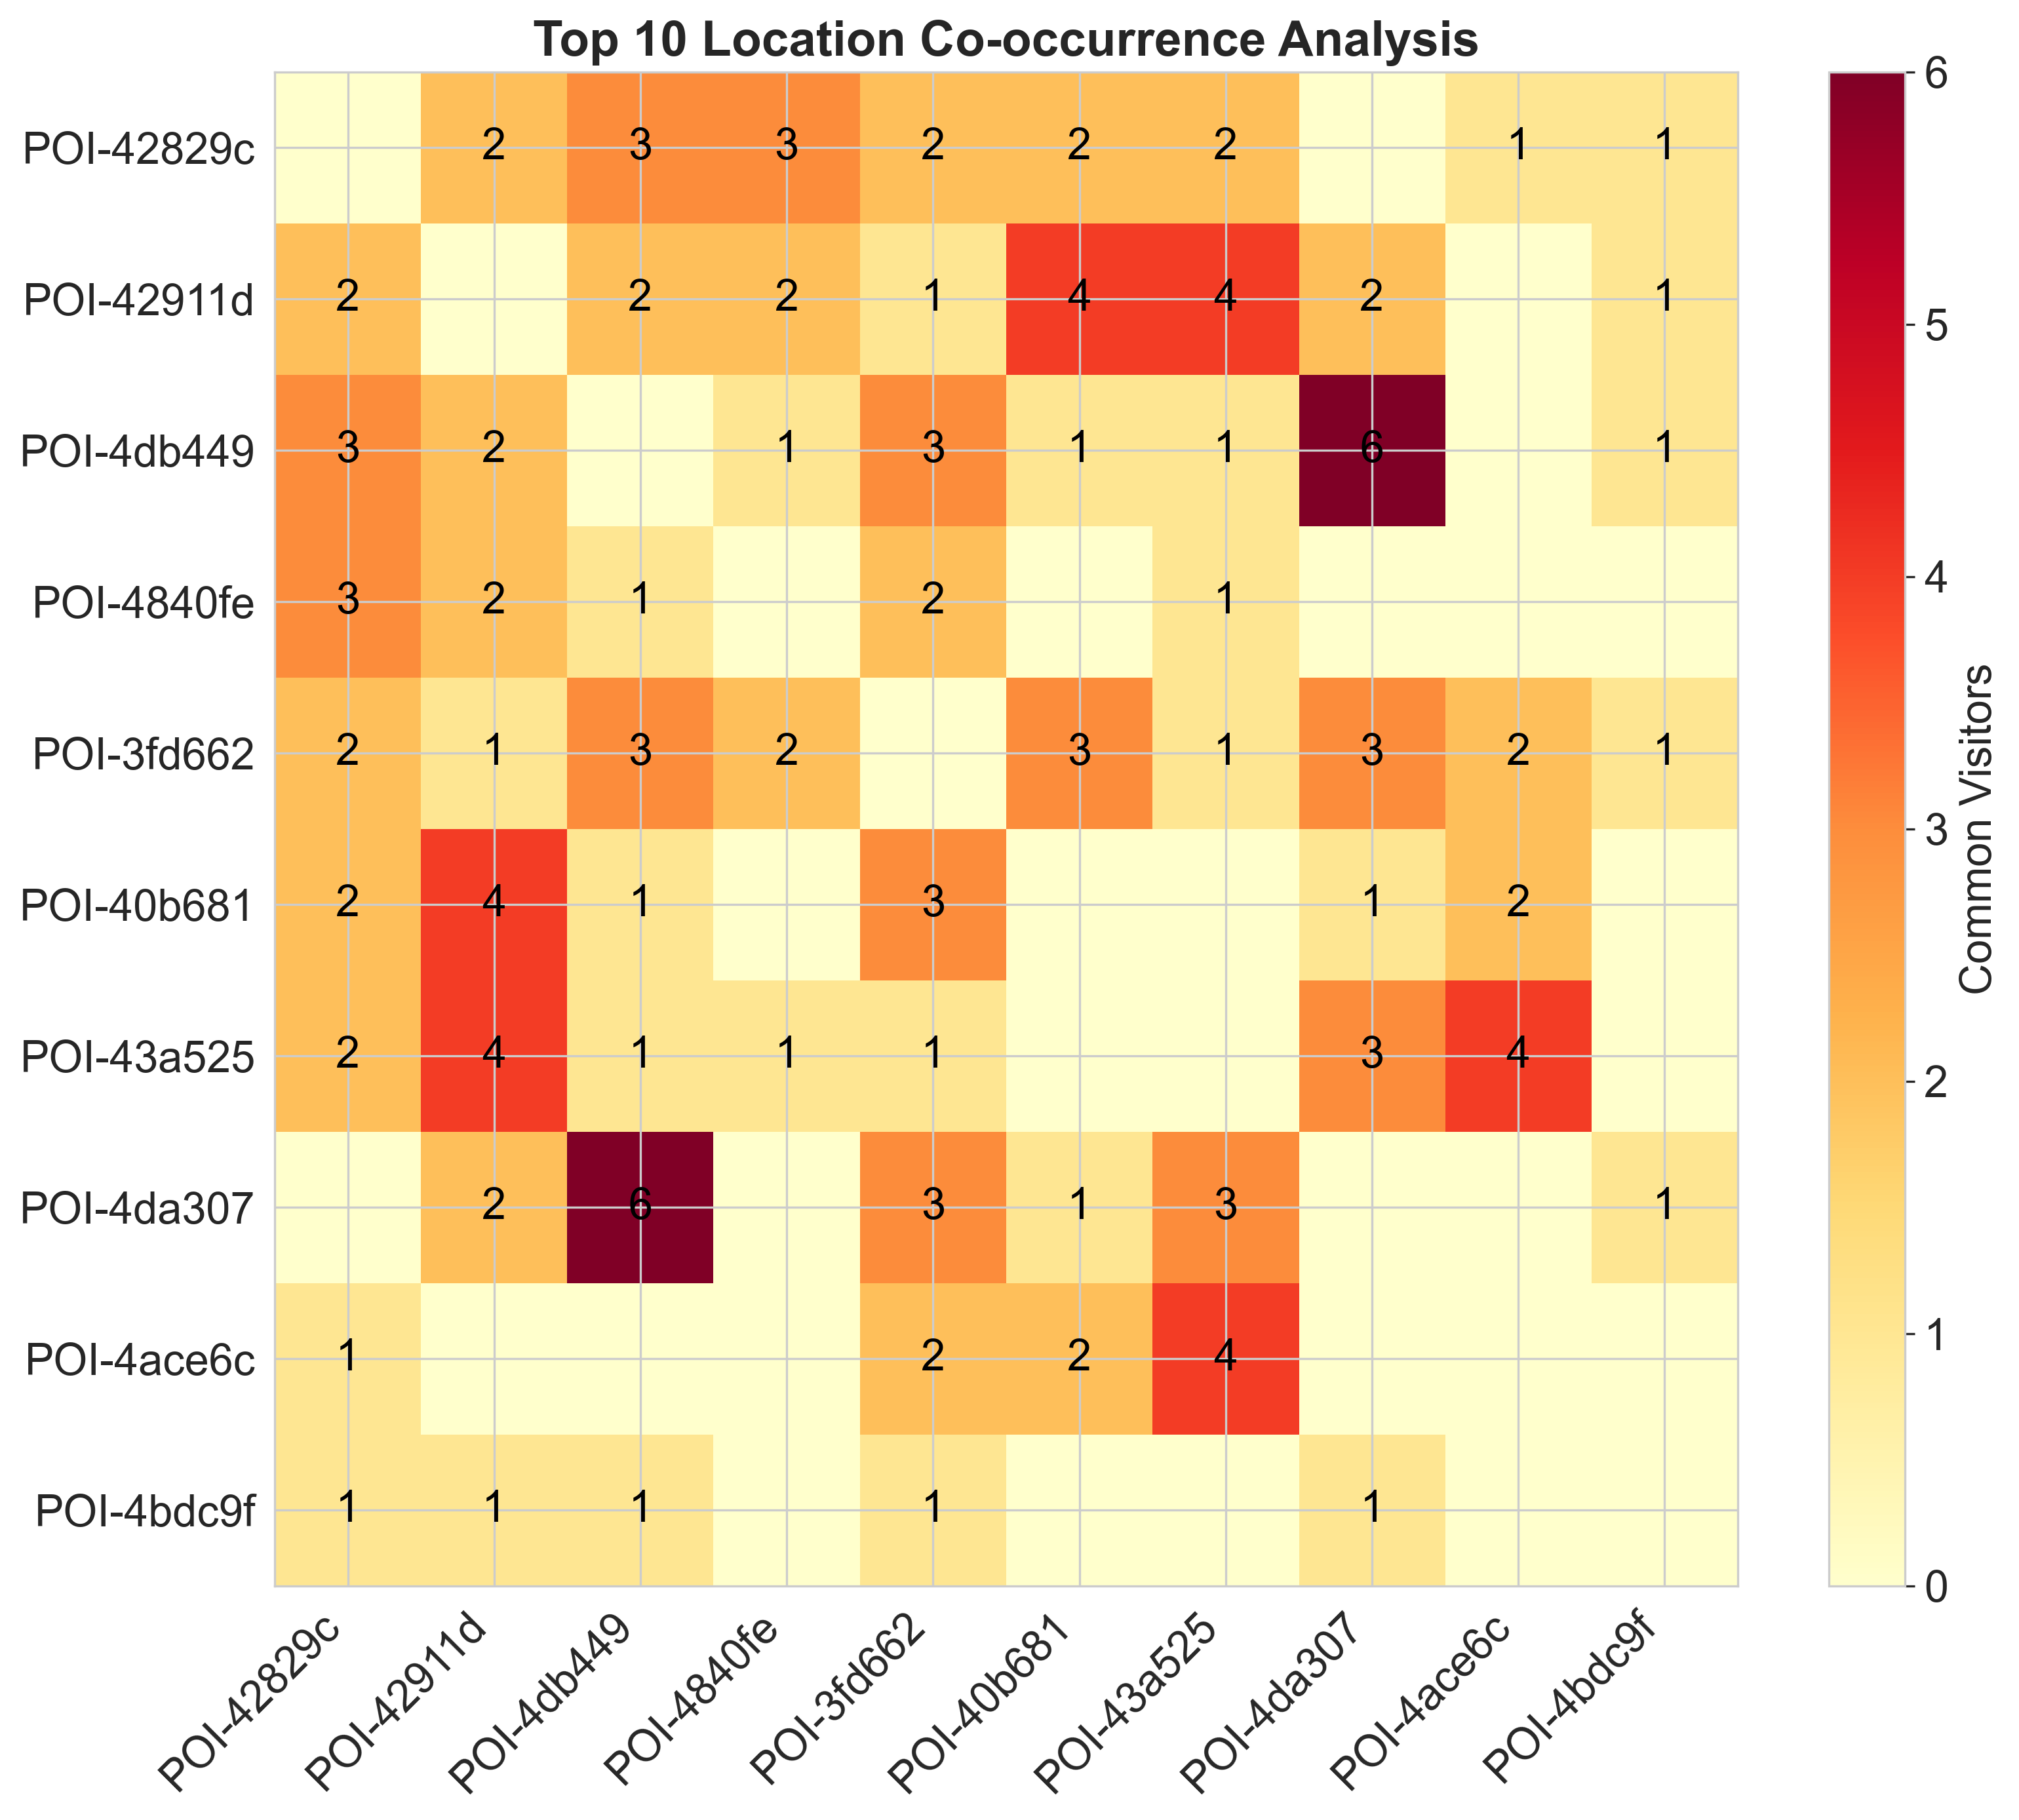 Top 10 Location Co-occurrence Analysis
POI-42829c 2 3 3 2 2 2 1 1
POI-42911d 2 2 2 1 4 4 2 1
POI-4db449 3 2 1 3 1 1 6 1
POI-4840fe 3 2 1 2 1
POI-3fd662 2 1 3 2 3 1 3 2 1
POI-40b681 2 4 1 3 1 2
POI-43a525 2 4 1 1 1 3 4
POI-4da307 2 6 3 1 3 1
POI-4ace6c 1 2 2 4
POI-4bdc9f 1 1 1 1 1
POI-42829c
POI-42911d
POI-4db449
POI-4840fe
POI-3fd662
POI-40b681
POI-43a525
POI-4da307
POI-4ace6c
POI-4bdc9f
6
5
4
3
2
1
0
Common Visitors